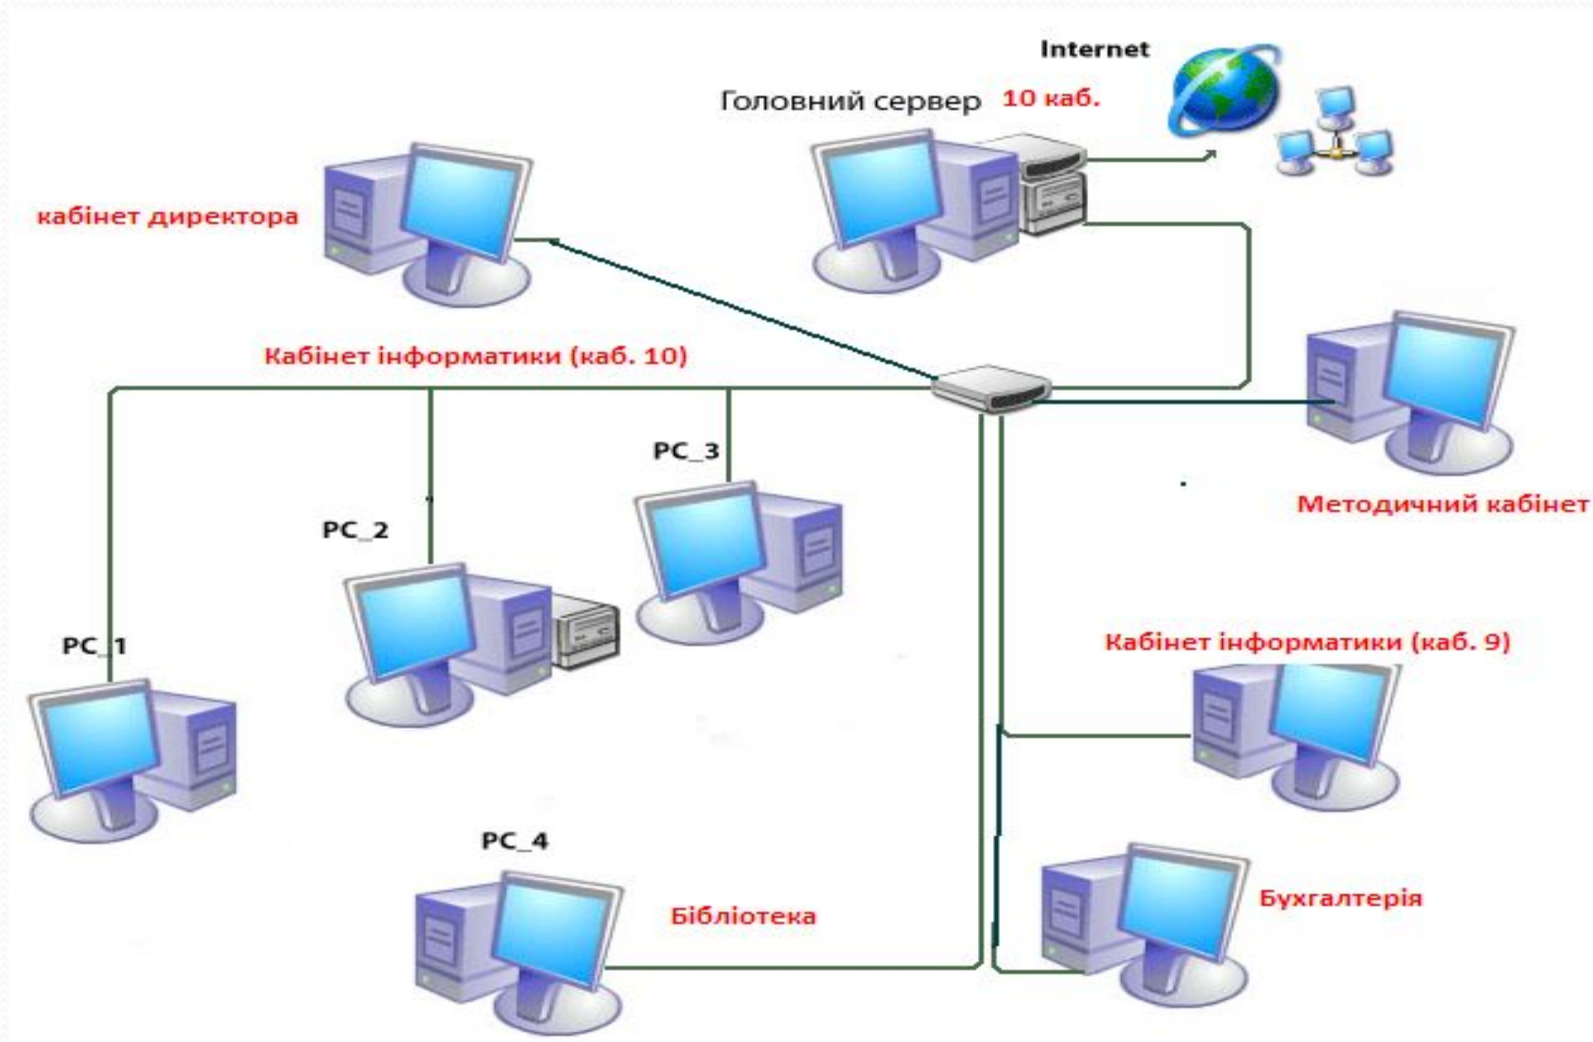 Internet
Головний сервер 10 каб.
кабінет директора
Кабінет інформатики (каб. 10)
PC_3
Методичний кабінет
PC_2
PC_1
Кабінет інформатики (каб. 9)
PC_4
Бібліотека
Бухгалтерія